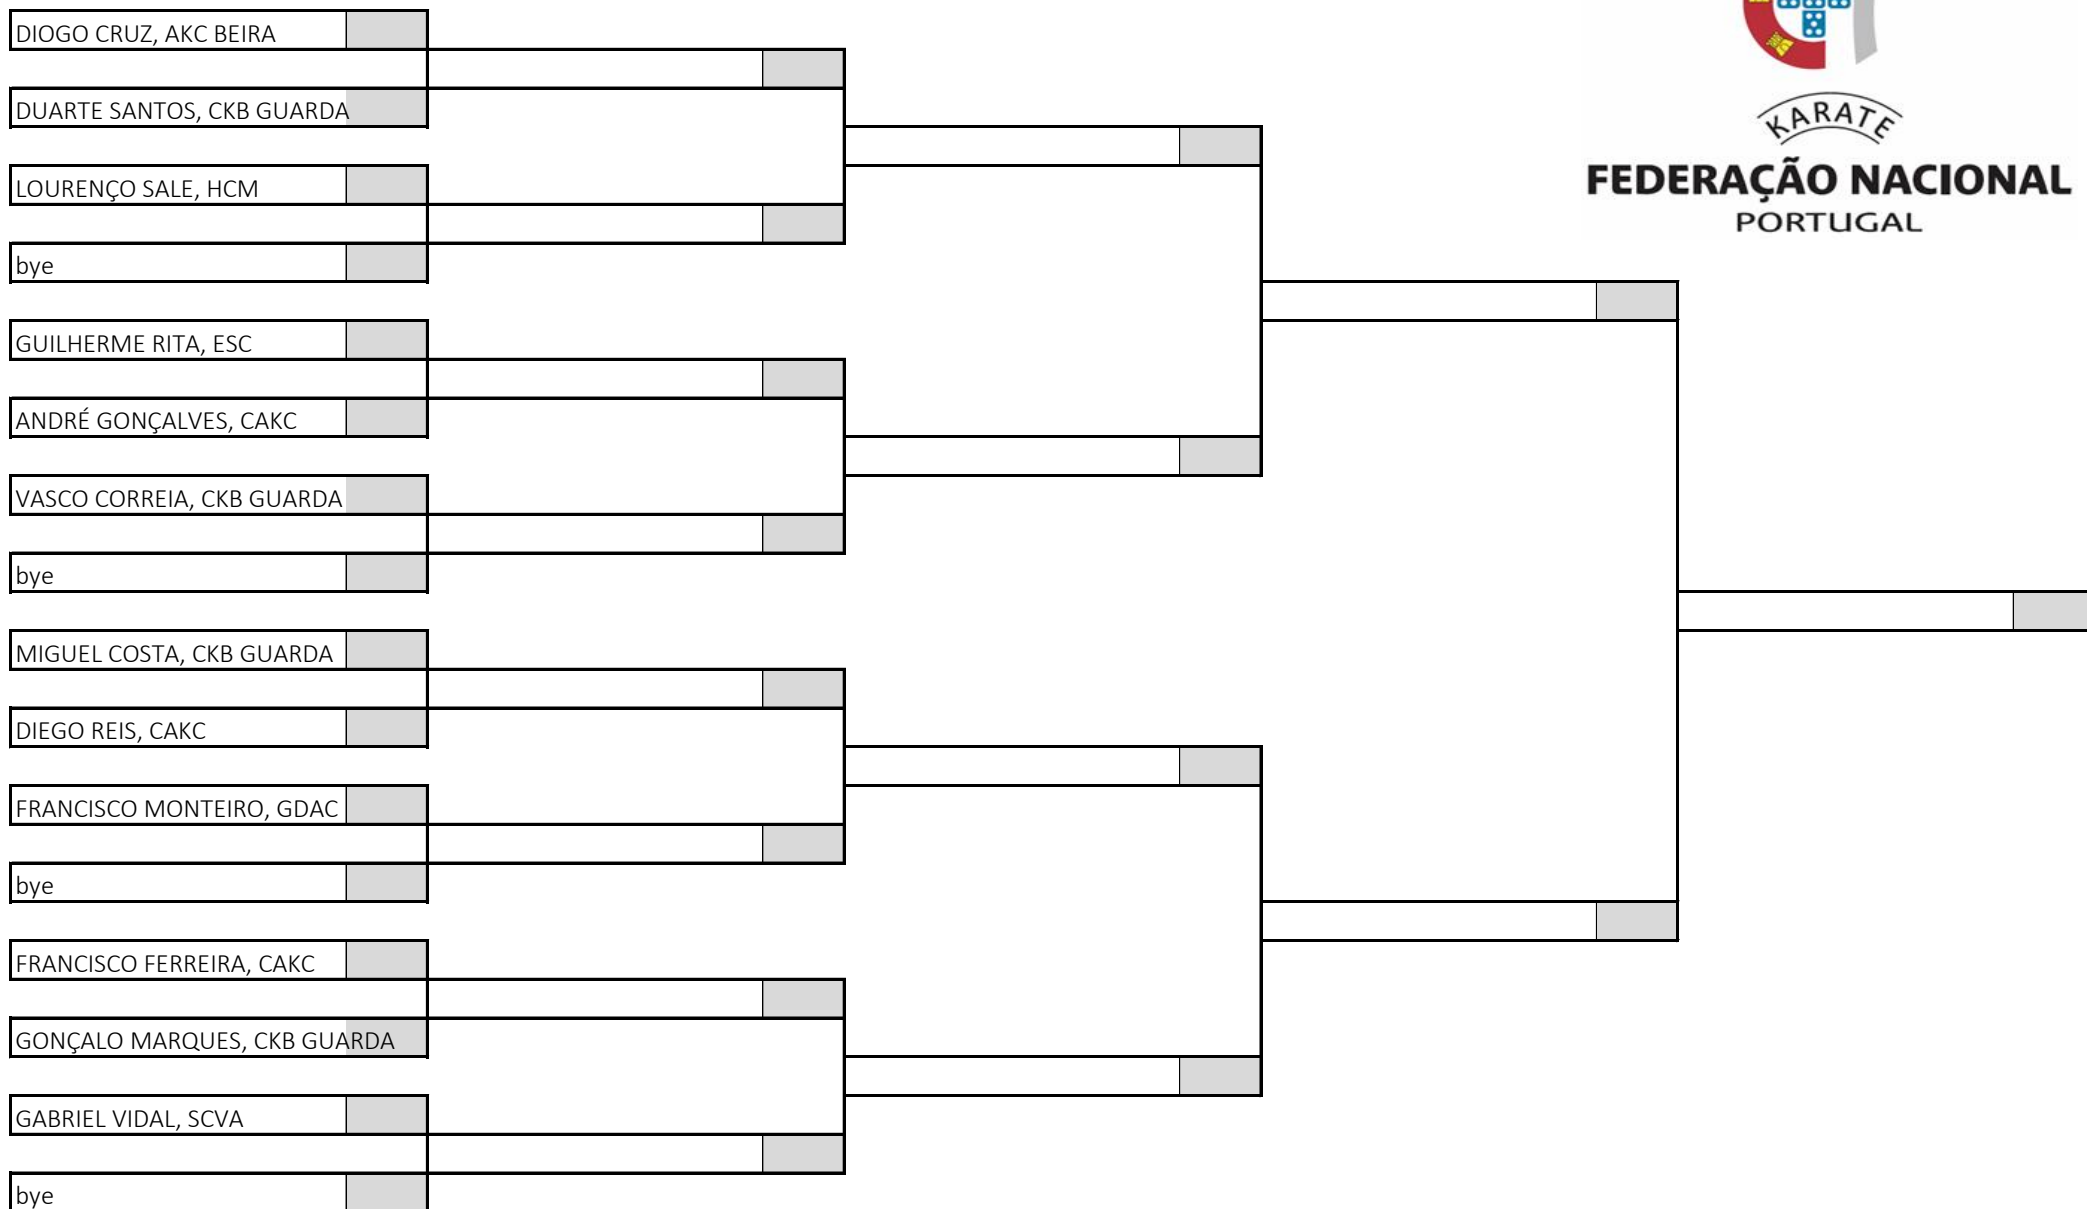 DIOGO CRUZ, AKC BEIRA
DUARTE SANTOS, CKB GUARDA
KARATE
FEDERAÇÃO NACIONAL
PORTUGAL
LOURENÇO SALE, HCM
bye
GUILHERME RITA, ESC
ANDRÉ GONÇALVES, CAKC
VASCO CORREIA, CKB GUARDA
bye
MIGUEL COSTA, CKB GUARDA
DIEGO REIS, CAKC
FRANCISCO MONTEIRO, GDAC
bye
FRANCISCO FERREIRA, CAKC
GONÇALO MARQUES, CKB GUARDA
GABRIEL VIDAL, SCVA
bye